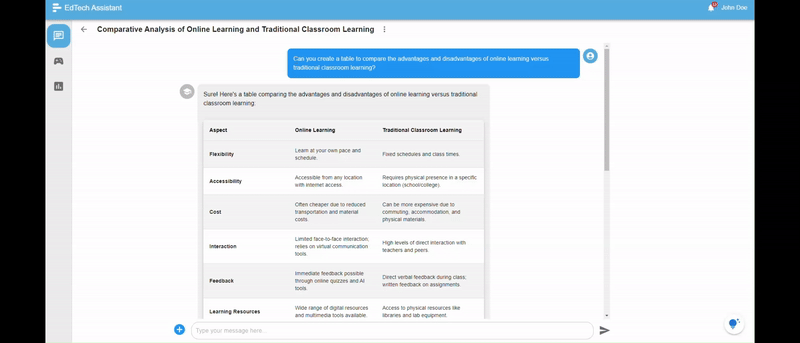 EdTech Assistant
John Doe
Comparative Analysis of Online Learning and Traditional Classroom Learning
Can you create a table to compare the advantages and disadvantages of online learning versus
traditional classroom learning?
Sure! Here's a table comparing the advantages and disadvantages of online learning versus traditional
classroom learning.
Aspect Online Learning Traditional Classroom Learning
Flexibility Learn at your own pace and schedule. Fixed schedules and class times.
Accessibility Accessible from any location with internet access. Requires physical presence in a specific location (school/college)
Cost Often cheaper due to reduced transportation and material costs. Can be more expensive due to commuting, accommodation, and physical materials.
Interaction Limited face-to-face interaction; relies on virtual communication tools. High levels of direct interaction with teachers and peers.
Feedback Immediate feedback possible through online quizzes and AI tools. Direct verbal feedback during class; written feedback on assignments.
Learning Resources Wide range of digital resources and multimedia tools available. Access to physical resources like libraries and lab equipment.
Type your message here...